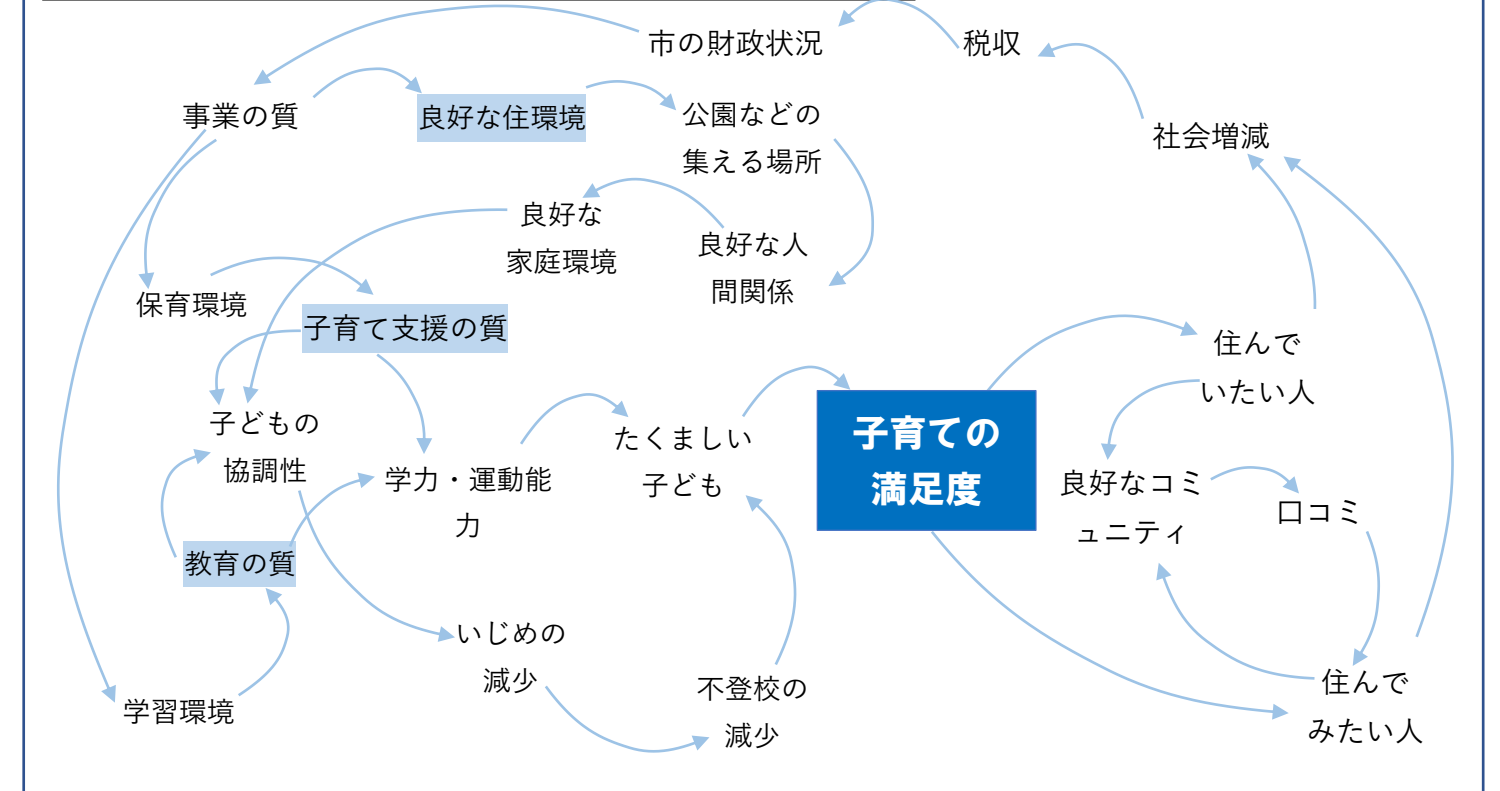 市の財政状況
税収
事業の質
良好な住環境
公園などの
集える場所
社会増減
良好な
家庭環境
良好な人
間関係
保育環境
子育て支援の質
住んで
いたい人
子どもの
協調性
学力・運動能
力
たくましい
子ども
子育ての
満足度
良好なコミ
ュニティ
口コミ
教育の質
いじめの
減少
不登校の
減少
学習環境
住んで
みたい人